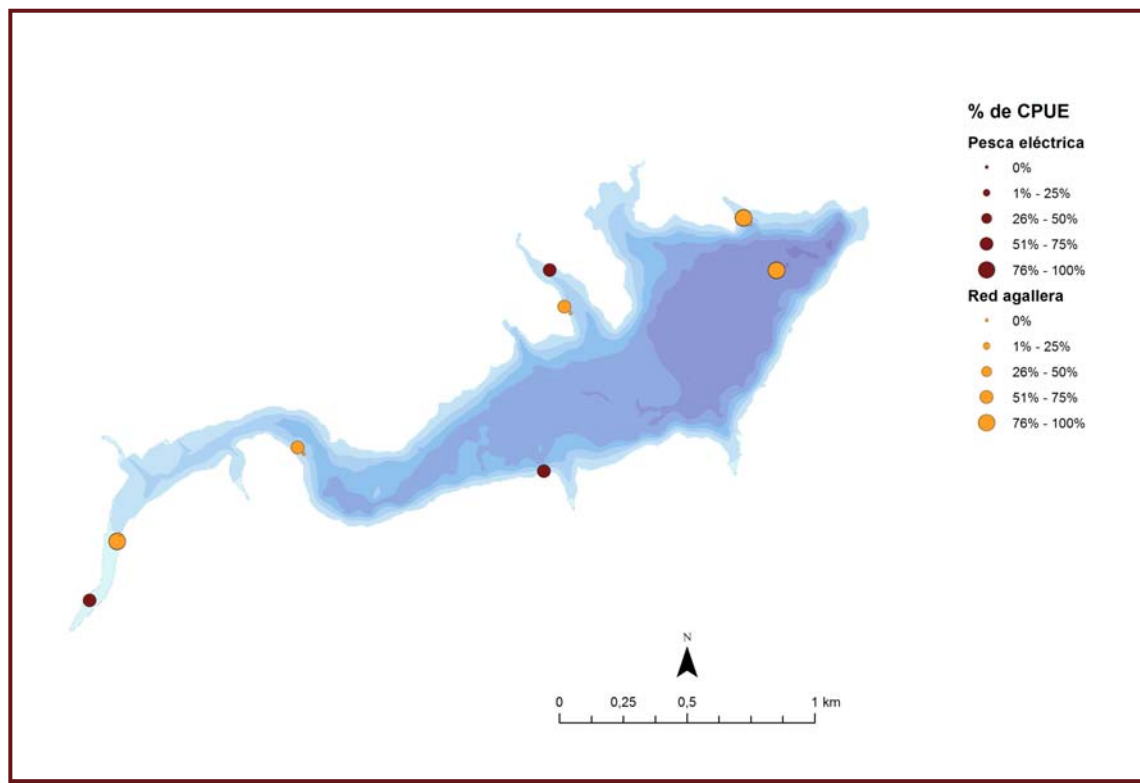 % de CPUE
Pesca eléctrica
0%
1% - 25%
26% - 50%
51% - 75%
76% - 100%
Red agallera
0%
1% - 25%
26% - 50%
51% - 75%
76% - 100%
N
0 0,25 0,5 1 km